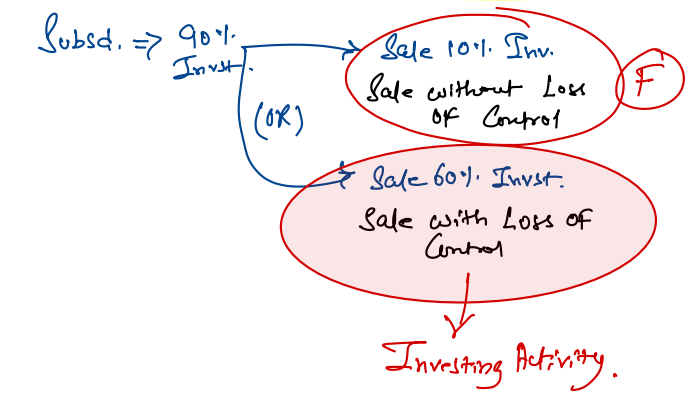 Subsd. => 90%
Invst.
Sale 10% Inv.
Sale without Loss
OF Control
F
(OR)
Sale 60% Invst.
Sale with Loss OF
Control
Investing Activity.